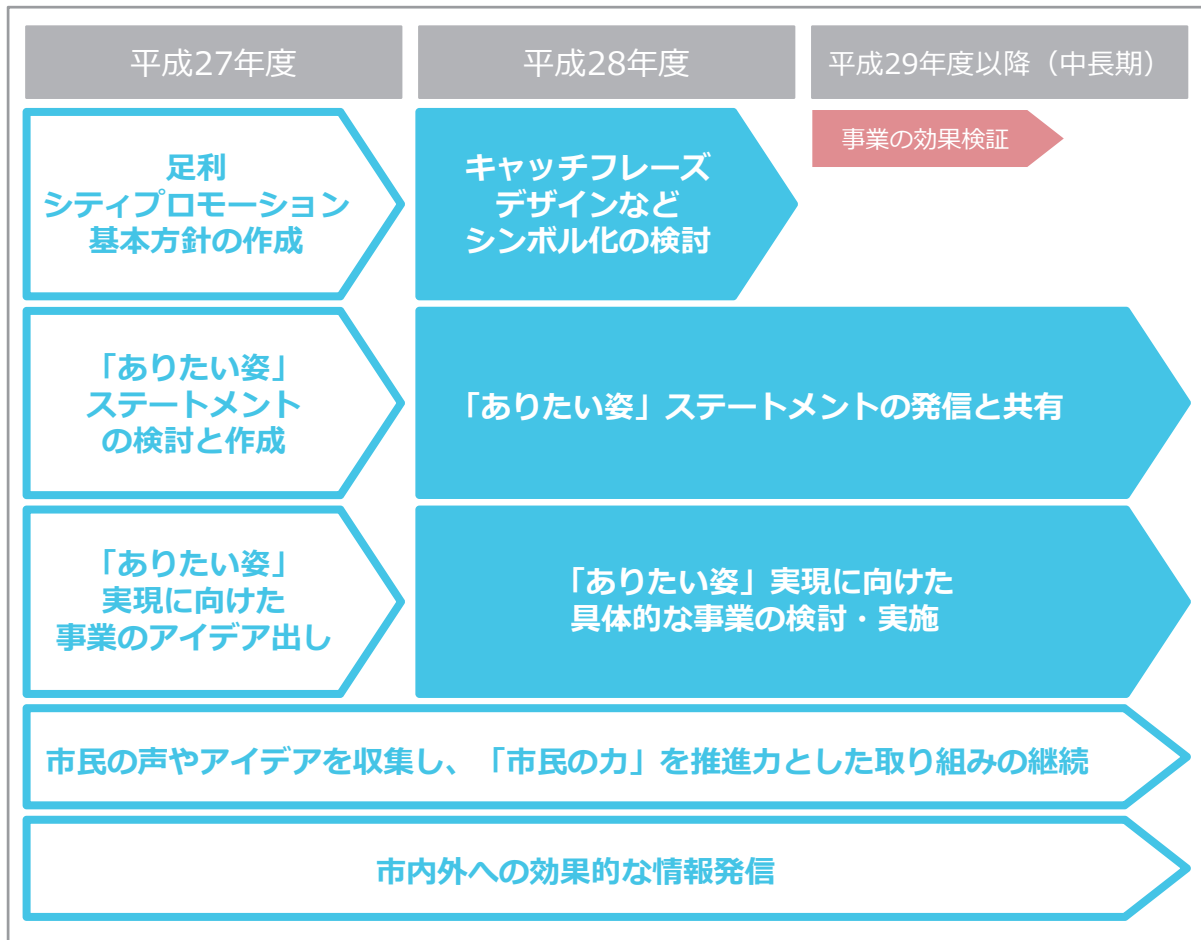 平成27年度
平成28年度
平成29年度以降（中長期）
足利
シティプロモーション
基本方針の作成
キャッチフレーズ
デザインなど
シンボル化の検討
事業の効果検証
「ありたい姿」
ステートメント
の検討と作成
「ありたい姿」ステートメントの発信と共有
「ありたい姿」
実現に向けた
事業のアイデア出し
「ありたい姿」実現に向けた
具体的な事業の検討・実施
市民の声やアイデアを収集し、「市民の力」を推進力とした取り組みの継続
市内外への効果的な情報発信